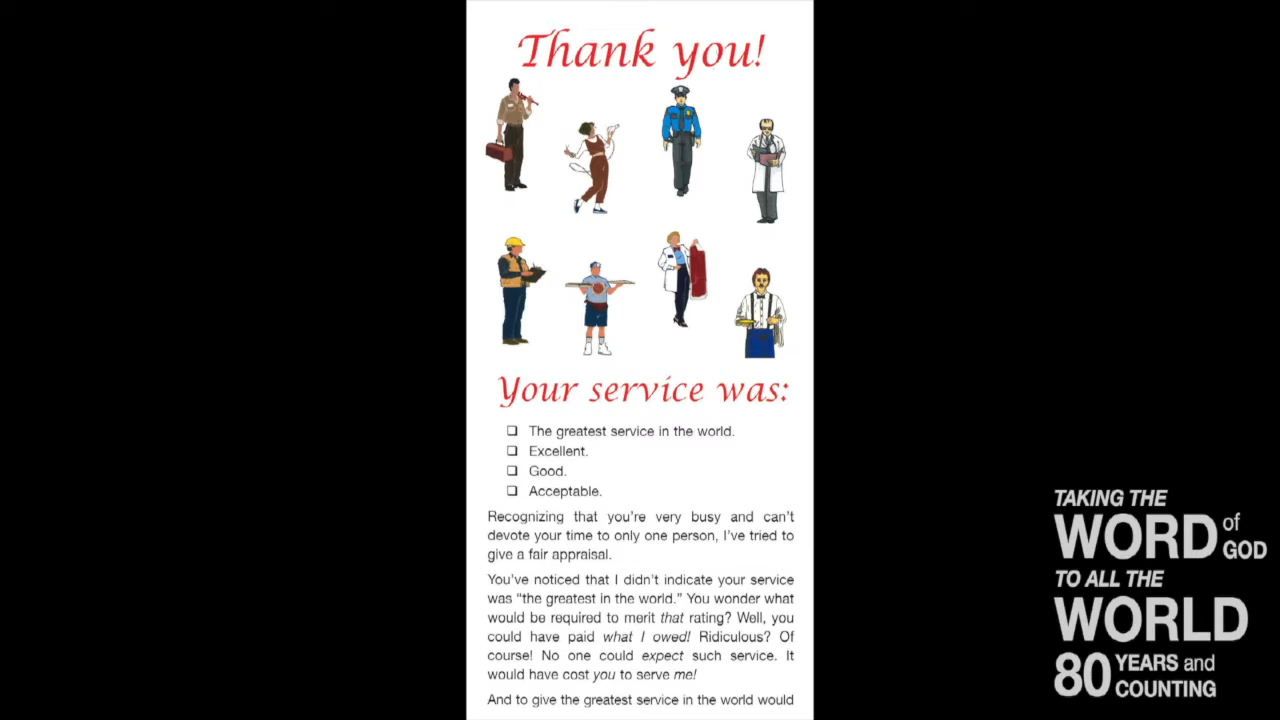 Thank you!
Your service was:
❑ The greatest service in the world.
❑ Excellent.
❑ Good.
❑ Acceptable.
Recognizing that you're very busy and can't
devote your time to only one person, I've tried to
give a fair appraisal.
You've noticed that I didn't indicate your service
was "the greatest in the world." You wonder what
would be required to merit that rating? Well, you
could have paid what I owed! Ridiculous? Of
course! No one could expect such service. It
would have cost you to serve me!
And to give the greatest service in the world would
TAKING THE
WORD of GOD
TO ALL THE
WORLD
80 YEARS and
COUNTING